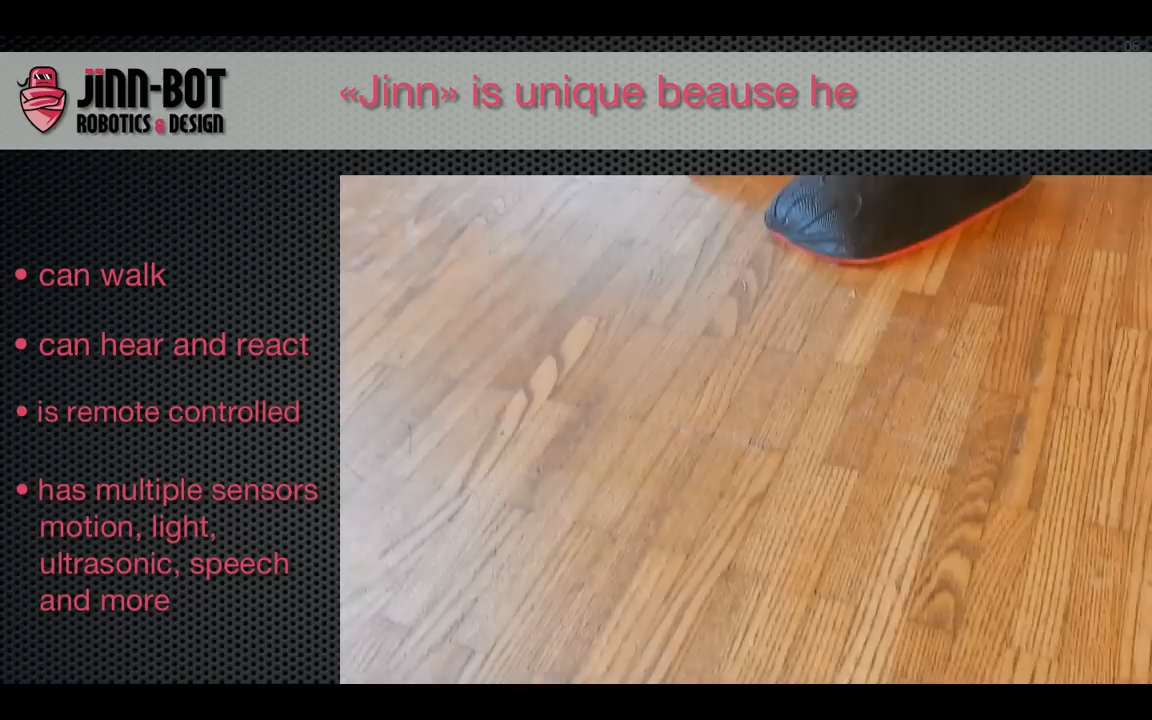 06
JINN-BOT
ROBOTICS & DESIGN
«Jinn» is unique beause he
• can walk
• can hear and react
• is remote controlled
• has multiple sensors
motion, light,
ultrasonic, speech
and more